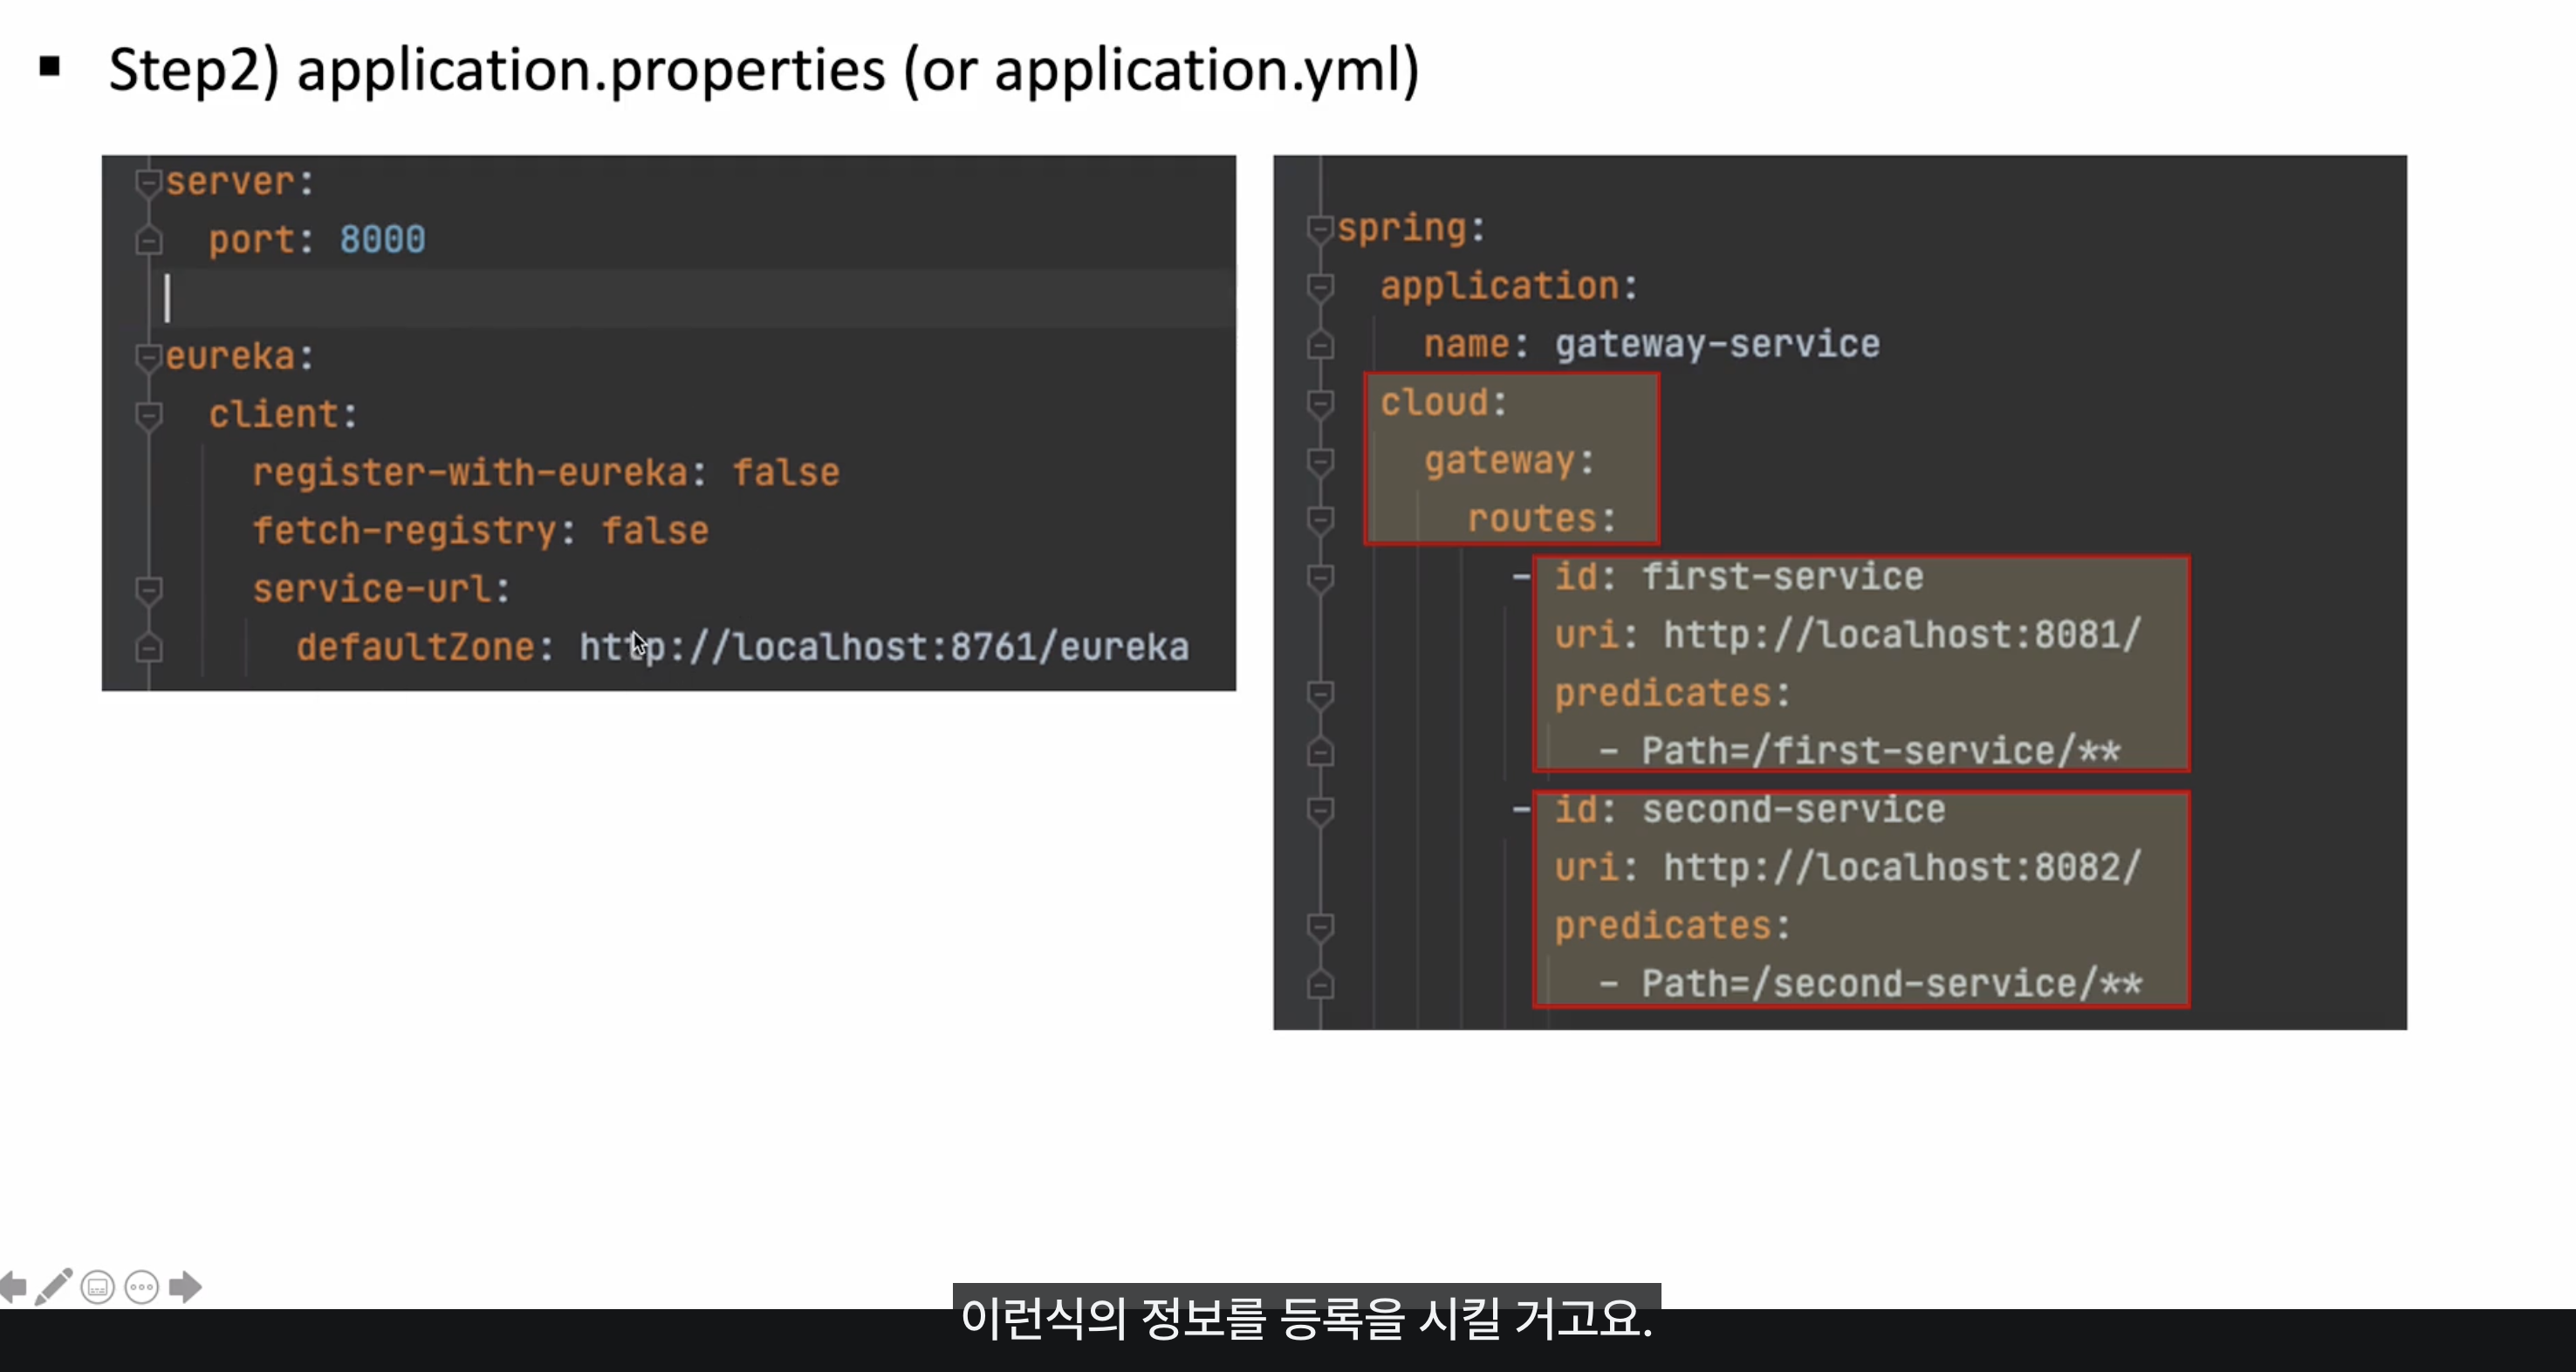 ▪ Step2) application.properties (or application.yml)
server:
  port: 8000
eureka:
  client:
    register-with-eureka: false
    fetch-registry: false
    service-url:
      defaultZone: http://localhost:8761/eureka
spring:
  application:
    name: gateway-service
  cloud:
    gateway:
      routes:
        - id: first-service
          uri: http://localhost:8081/
          predicates:
            - Path=/first-service/**
        - id: second-service
          uri: http://localhost:8082/
          predicates:
            - Path=/second-service/**
이런식의 정보를 등록을 시킬 거고요.